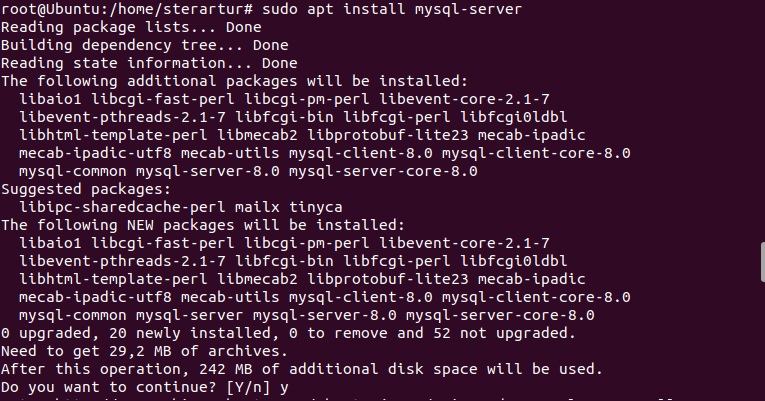 root@Ubuntu:/home/sterartur# sudo apt install mysql-server
Reading package lists... Done
Building dependency tree... Done
Reading state information... Done
The following additional packages will be installed:
  libaio1 libcgi-fast-perl libcgi-pm-perl libevent-core-2.1-7
  libevent-pthreads-2.1-7 libfcgi-bin libfcgi-perl libfcgi0ldbl
  libhtml-template-perl libmecab2 libprotobuf-lite23 mecab-ipadic
  mecab-ipadic-utf8 mecab-utils mysql-client-8.0 mysql-client-core-8.0
  mysql-common mysql-server-8.0 mysql-server-core-8.0
Suggested packages:
  libipc-sharedcache-perl mailx tinyca
The following NEW packages will be installed:
  libaio1 libcgi-fast-perl libcgi-pm-perl libevent-core-2.1-7
  libevent-pthreads-2.1-7 libfcgi-bin libfcgi-perl libfcgi0ldbl
  libhtml-template-perl libmecab2 libprotobuf-lite23 mecab-ipadic
  mecab-ipadic-utf8 mecab-utils mysql-client-8.0 mysql-client-core-8.0
  mysql-common mysql-server mysql-server-8.0 mysql-server-core-8.0
0 upgraded, 20 newly installed, 0 to remove and 52 not upgraded.
Need to get 29,2 MB of archives.
After this operation, 242 MB of additional disk space will be used.
Do you want to continue? [Y/n] y